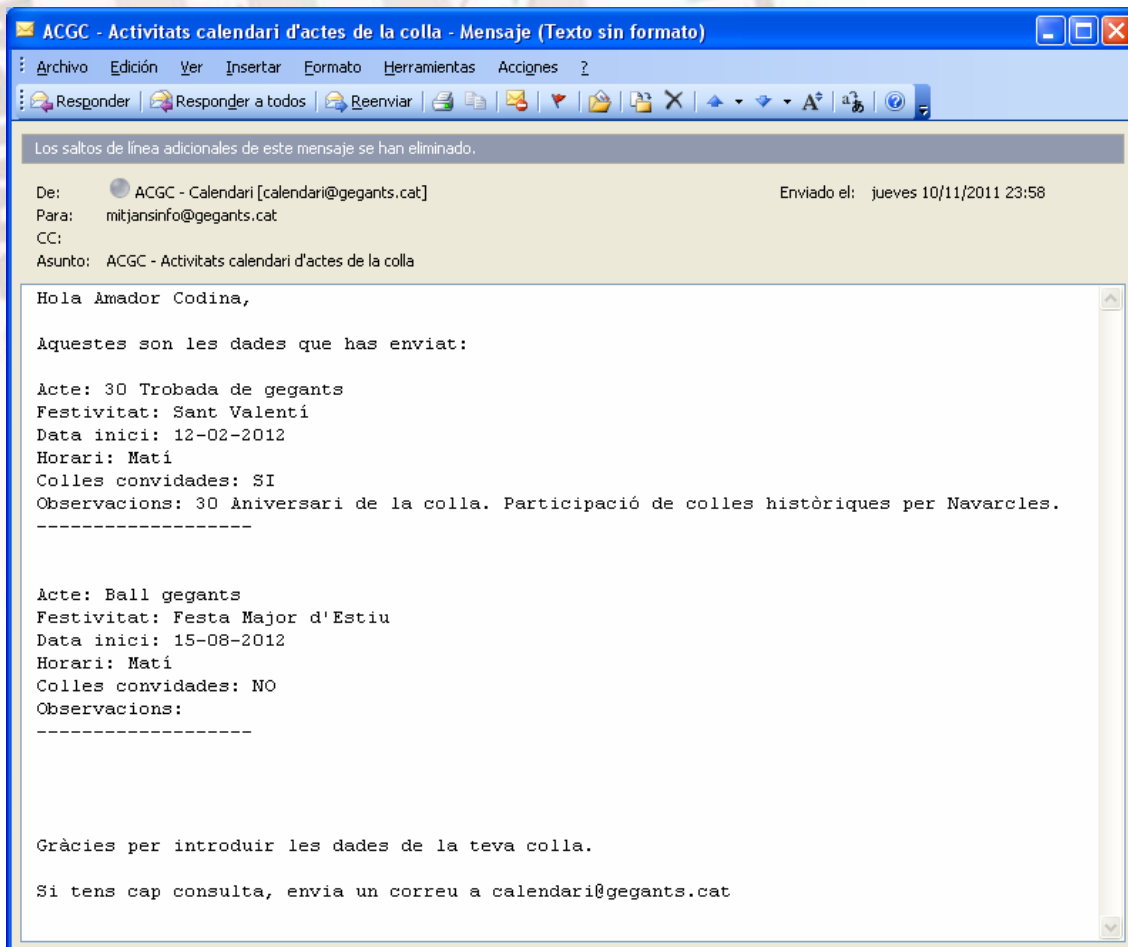 ACGC - Activitats calendari d'actes de la colla - Mensaje (Texto sin formato)
Archivo Edición Ver Insertar Formato Herramientas Acciones ?
Responder Responder a todos Reenviar
Los saltos de línea adicionales de este mensaje se han eliminado.
De: ACGC - Calendari [calendari@gegants.cat] Enviado el: jueves 10/11/2011 23:58
Para: mitjansinfo@gegants.cat
CC:
Asunto: ACGC - Activitats calendari d'actes de la colla
Hola Amador Codina,
Aquestes son les dades que has enviat:
Acte: 30 Trobada de gegants
Festivitat: Sant Valentí
Data inici: 12-02-2012
Horari: Matí
Colles convidades: SI
Observacions: 30 Aniversari de la colla. Participació de colles històriques per Navarcles.
-------------------
Acte: Ball gegants
Festivitat: Festa Major d'Estiu
Data inici: 15-08-2012
Horari: Matí
Colles convidades: NO
Observacions:
-------------------
Gràcies per introduir les dades de la teva colla.
Si tens cap consulta, envia un correu a calendari@gegants.cat